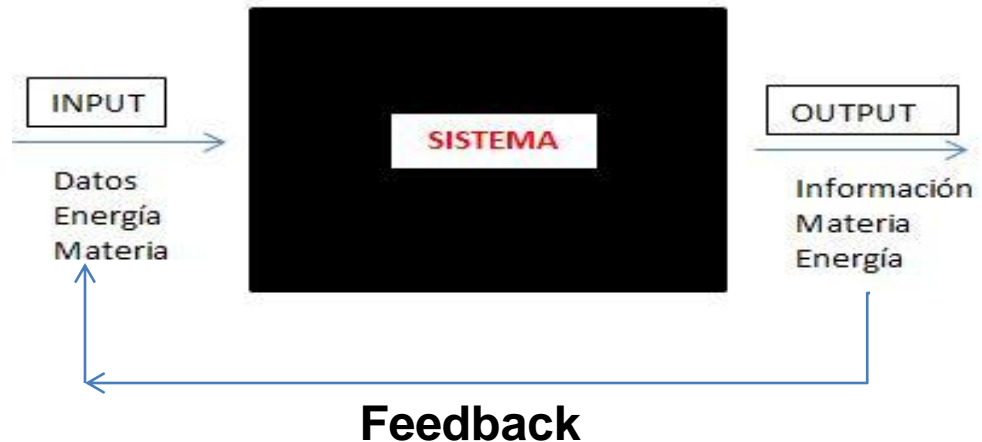 INPUT
Datos
Energía
Materia
SISTEMA
OUTPUT
Información
Materia
Energía
Feedback